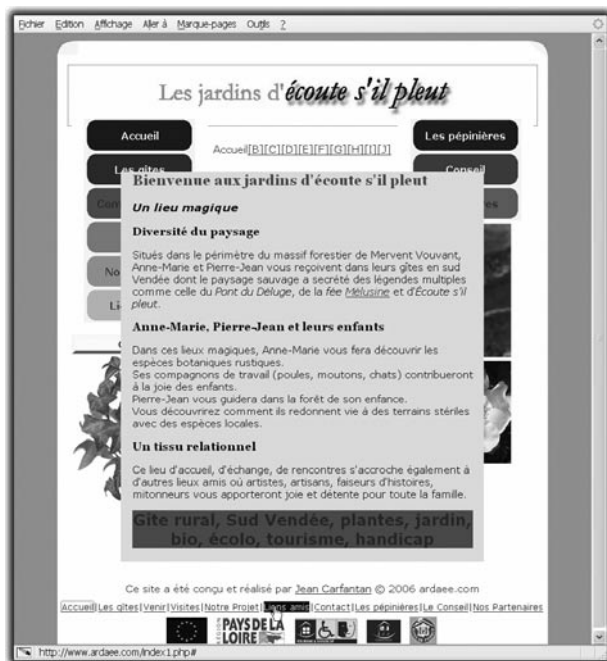 Fichier Edition Affichage Aller à Marque-pages Outils ?
Les jardins d'écoute s'il pleut
Accueil
Les pépinières
Accueil[B][C][D][E][F][G][H][I][J]
Les gîtes
Conseil
Bienvenue aux jardins d'écoute s'il pleut
Un lieu magique
Diversité du paysage
Situés dans le périmètre du massif forestier de Mervent Vouvant,
Anne-Marie et Pierre-Jean vous reçoivent dans leurs gîtes en sud
Vendée dont le paysage sauvage a secrété des légendes multiples
comme celle du Pont du Déluge, de la fée Mélusine et d'Écoute s'il
pleut.
Anne-Marie, Pierre-Jean et leurs enfants
Dans ces lieux magiques, Anne-Marie vous fera découvrir les
espèces botaniques rustiques.
Ses compagnons de travail (poules, moutons, chats) contribueront
à la joie des enfants.
Pierre-Jean vous guidera dans la forêt de son enfance.
Vous découvrirez comment ils redonnent vie à des terrains stériles
avec des espèces locales.
Un tissu relationnel
Ce lieu d'accueil, d'échange, de rencontres s'accroche également à
d'autres lieux amis où artistes, artisans, faiseurs d'histoires,
mitonneurs vous apporteront joie et détente pour toute la famille.
Gîte rural, Sud Vendée, plantes, jardin,
bio, écolo, tourisme, handicap
Ce site a été conçu et réalisé par Jean Carfantan © 2006 ardaee.com
Accueil|Les gîtes|Venir|Visites|Notre Projet|Liens amis|Contact|Les pépinières|Le Conseil|Nos Partenaires
RÉGION PAYS DE LA
LOIRE
http://www.ardaee.com/index1.php#